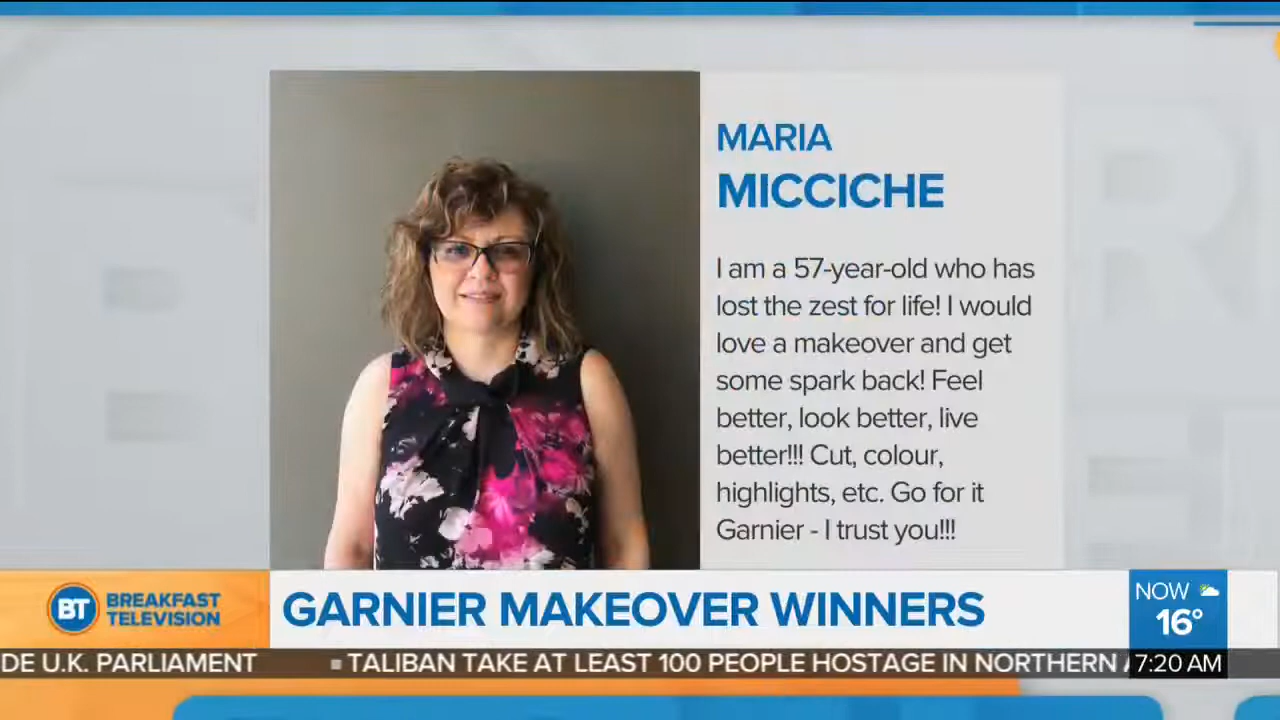 MARIA
MICCICHE
I am a 57-year-old who has
lost the zest for life! I would
love a makeover and get
some spark back! Feel
better, look better, live
better!!! Cut, colour,
highlights, etc. Go for it
Garnier - I trust you!!!
BT BREAKFAST
TELEVISION
GARNIER MAKEOVER WINNERS
NOW
16°
DE U.K. PARLIAMENT ▪ TALIBAN TAKE AT LEAST 100 PEOPLE HOSTAGE IN NORTHERN
7:20 AM